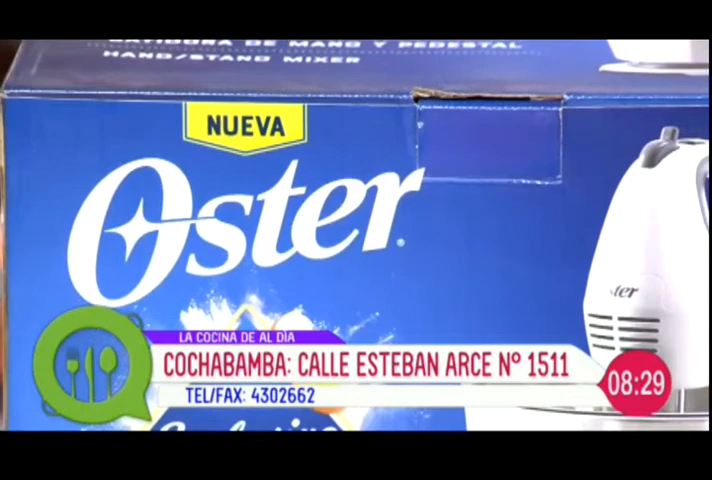 BATIDORA DE MANO Y PEDESTAL
HAND/STAND MIXER
NUEVA
Oster
ster
LA COCINA DE AL DÌA
COCHABAMBA: CALLE ESTEBAN ARCE Nº 1511
08:29
TEL/FAX: 4302662